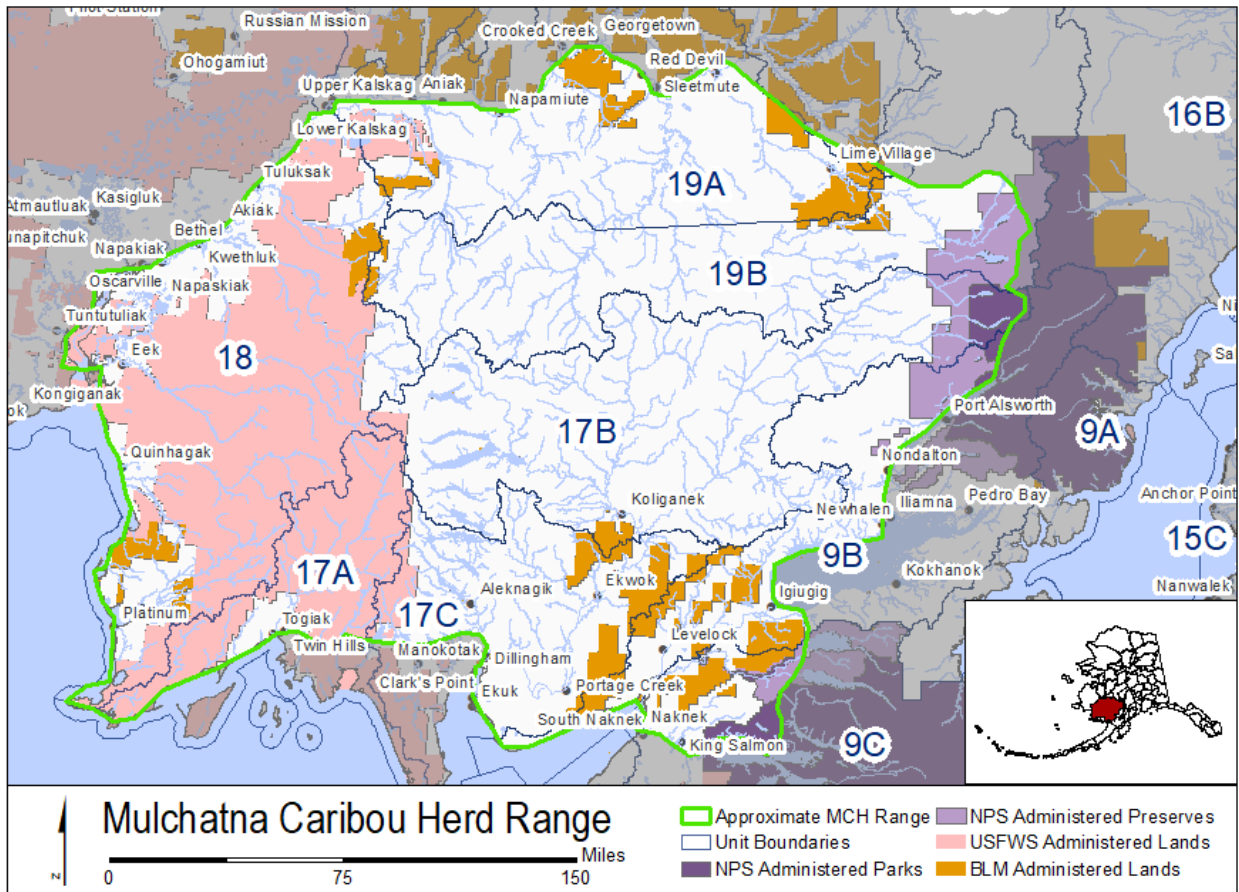 Pilot Station
Russian Mission
Georgetown
Crooked Creek
Ohogamiut
Red Devil
Upper Kalskag
Aniak
Sleetmute
Napamiute
16B
Lower Kalskag
Lime Village
Tuluksak
19A
Kasigluk
Atmautluak
Akiak
Bethel
unapitchuk
Napakiak
Kwethluk
19B
Oscarville
Napaskiak
Tuntutuliak
Eek
18
Kongiganak
ok
Port Alsworth
17B
9A
Quinhagak
Nondalton
Koliganek
Iliamna
Pedro Bay
Anchor Point
Newhalen
9B
15C
17A
Ekwok
Kokhanok
Aleknagik
Igiugig
Nanwalek
Platinum
Togiak
17C
Levelock
Twin Hills
Manokotak
Dillingham
Clark's Point
Ekuk
Portage Creek
South Naknek
Naknek
King Salmon
9C
Mulchatna Caribou Herd Range
Miles
0
75
150
z
Approximate MCH Range
Unit Boundaries
NPS Administered Parks
NPS Administered Preserves
USFWS Administered Lands
BLM Administered Lands